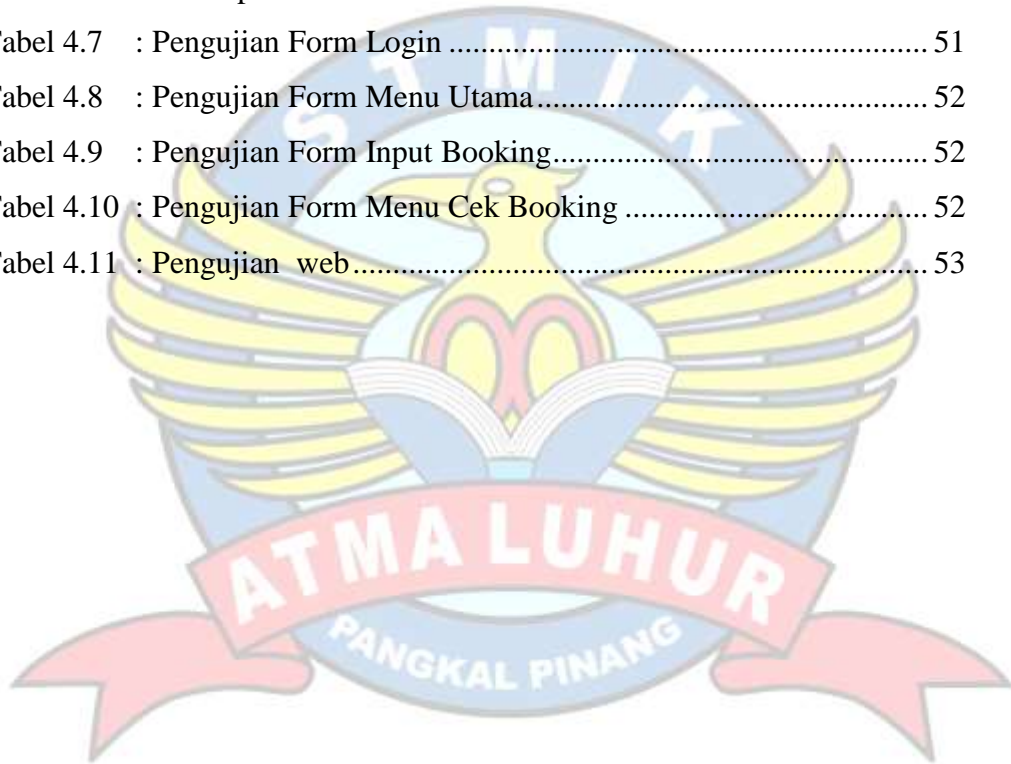 Tabel 4.7 : Pengujian Form Login ............................................................ 51
Tabel 4.8 : Pengujian Form Menu Utama ................................................. 52
Tabel 4.9 : Pengujian Form Input Booking ............................................... 52
Tabel 4.10 : Pengujian Form Menu Cek Booking ...................................... 52
Tabel 4.11 : Pengujian web ........................................................................ 53
STMIK
ATMA LUHUR
PANGKAL PINANG